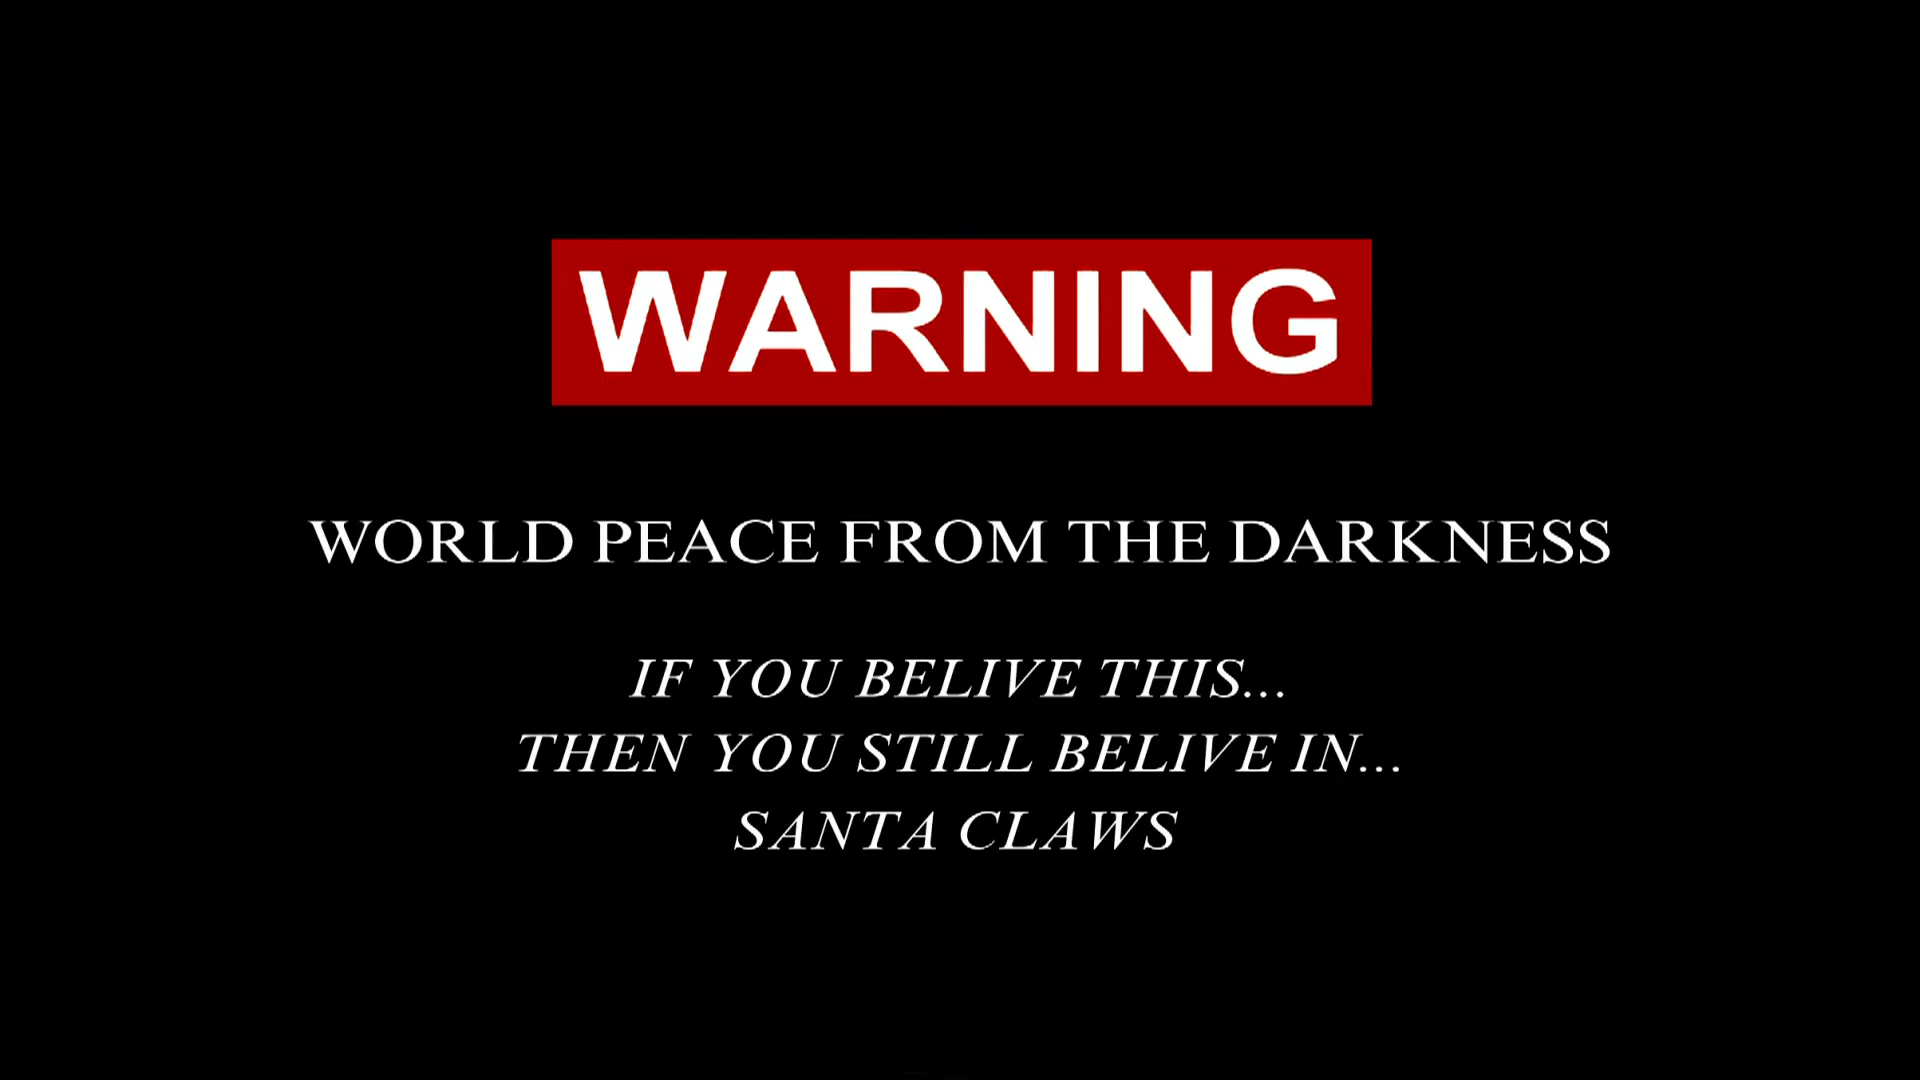 WARNING
WORLD PEACE FROM THE DARKNESS
IF YOU BELIVE THIS...
THEN YOU STILL BELIVE IN...
SANTA CLAWS